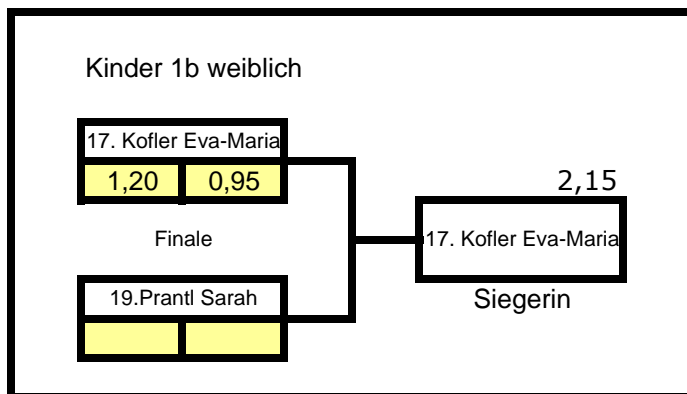 Kinder 1b weiblich
17. Kofler Eva-Maria
1,20 0,95
2,15
Finale
17. Kofler Eva-Maria
19.Prantl Sarah
Siegerin